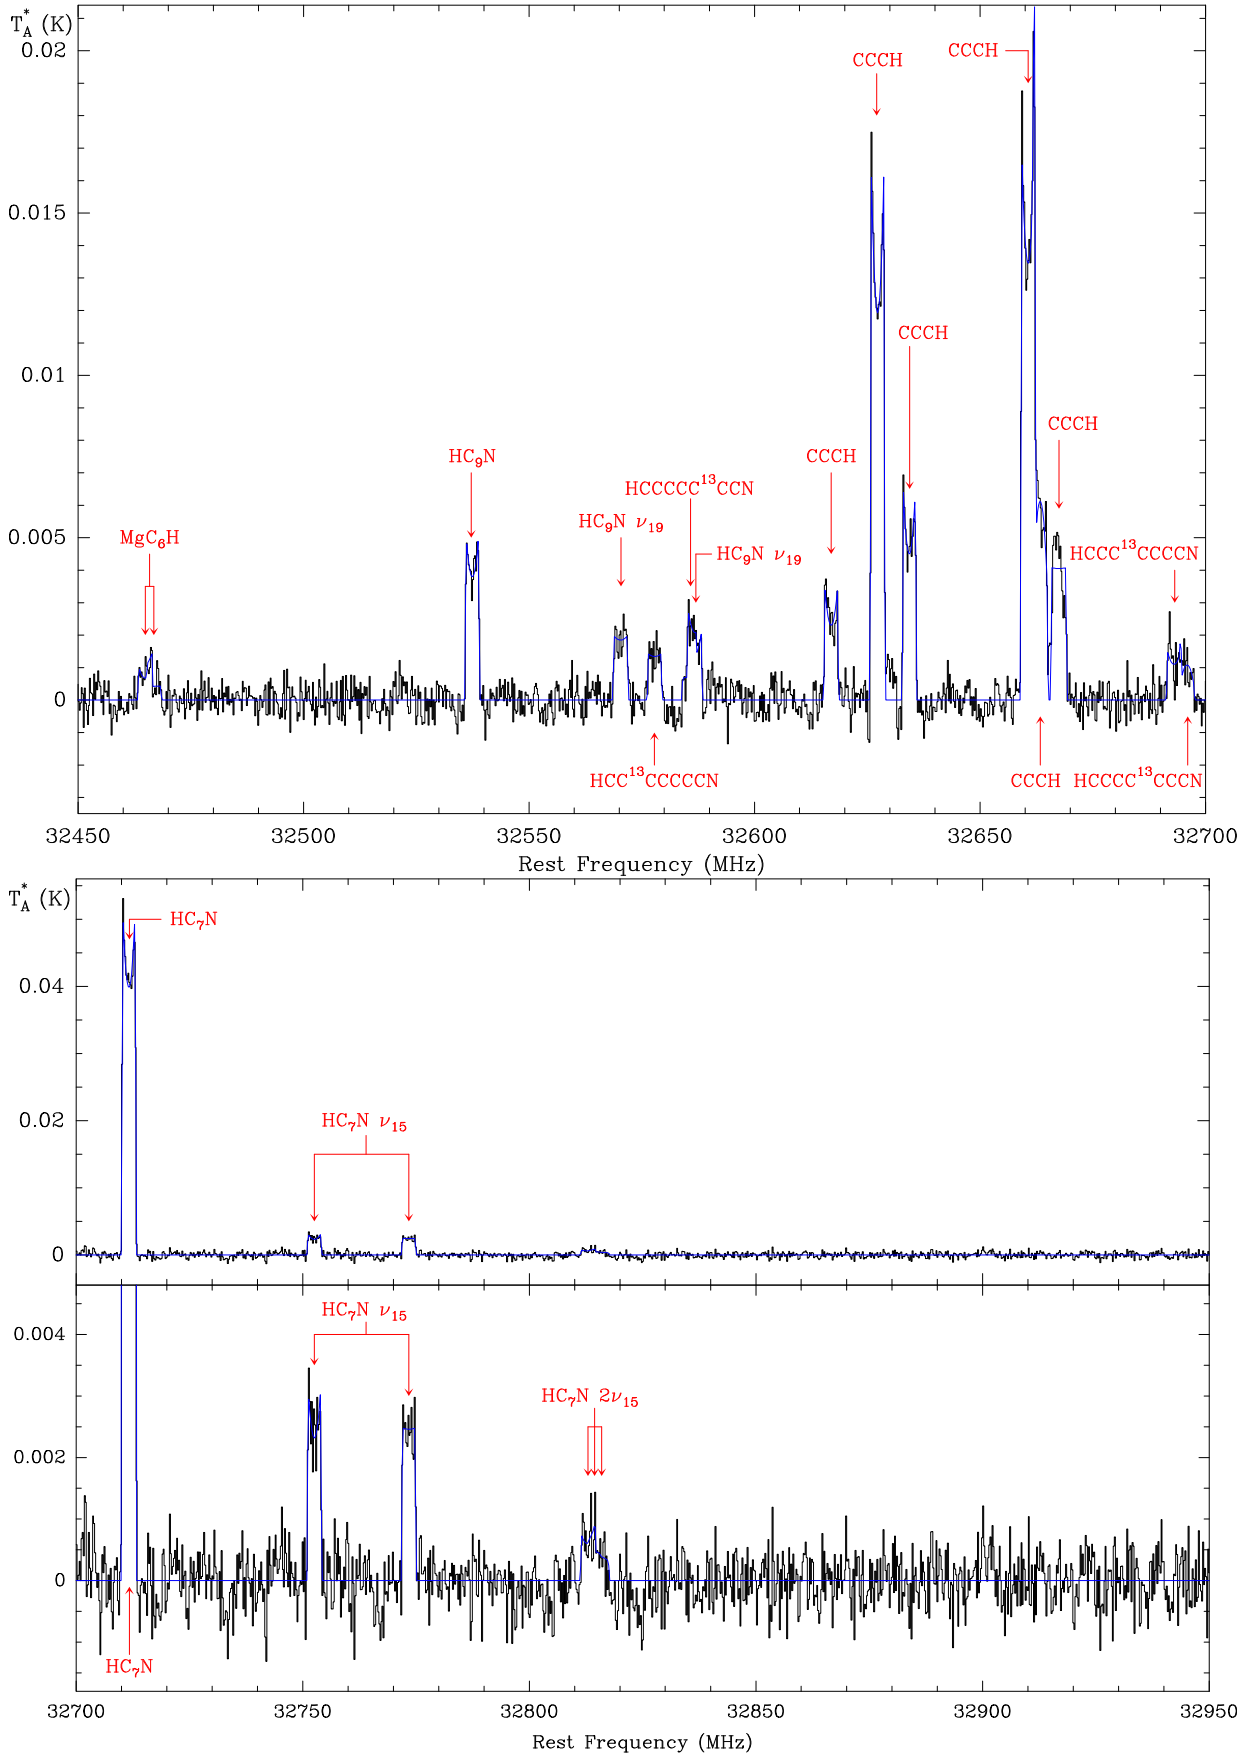 T*A (K)
0.02
0.015
0.01
0.005
0
CCCH
CCCH
CCCH
CCCH
CCCH
HC₉N
HCCCCC¹³CCN
HC₉N ν₁₉
HC₉N ν₁₉
MgC₆H
HCCC¹³CCCCN
HCC¹³CCCCCN
CCCH
HCCCC¹³CCCN
32450
32500
32550
32600
32650
32700
Rest Frequency (MHz)
T*A (K)
HC₇N
0.04
0.02
0
HC₇N ν₁₅
HC₇N ν₁₅
0.004
0.002
0
HC₇N 2ν₁₅
HC₇N
32700
32750
32800
32850
32900
32950
Rest Frequency (MHz)